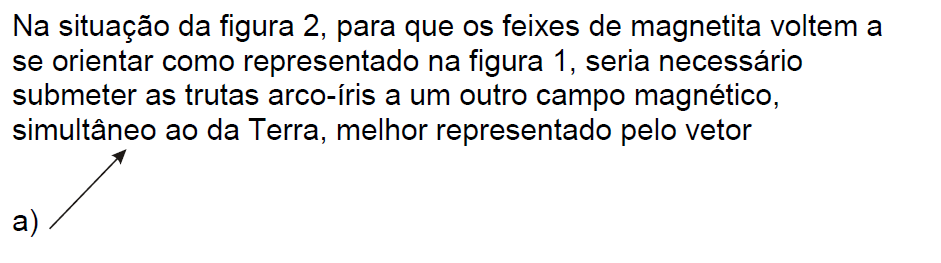 Na situação da figura 2, para que os feixes de magnetita voltem a
se orientar como representado na figura 1, seria necessário
submeter as trutas arco-íris a um outro campo magnético,
simultâneo ao da Terra, melhor representado pelo vetor
a)